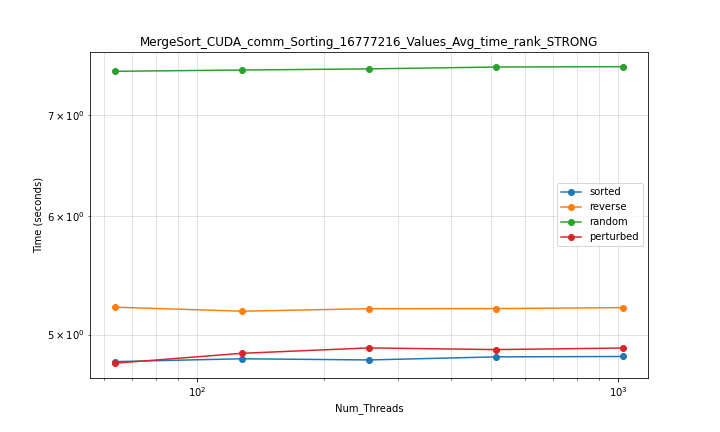 MergeSort_CUDA_comm_Sorting_16777216_Values_Avg_time_rank_STRONG
7 × 10⁰
6 × 10⁰
5 × 10⁰
Time (seconds)
sorted
reverse
random
perturbed
10² 10³
Num_Threads